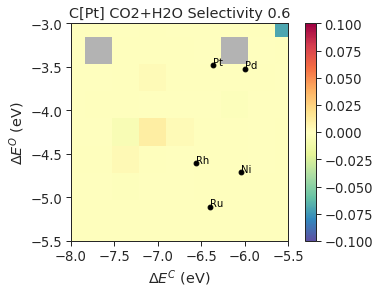 C[Pt] CO2+H2O Selectivity 0.6
−3.0
−3.5
−4.0
−4.5
−5.0
−5.5
ΔE^O (eV)
Pt
Pd
Rh
Ni
Ru
−8.0 −7.5 −7.0 −6.5 −6.0 −5.5
ΔE^C (eV)
0.100
0.075
0.050
0.025
0.000
−0.025
−0.050
−0.075
−0.100